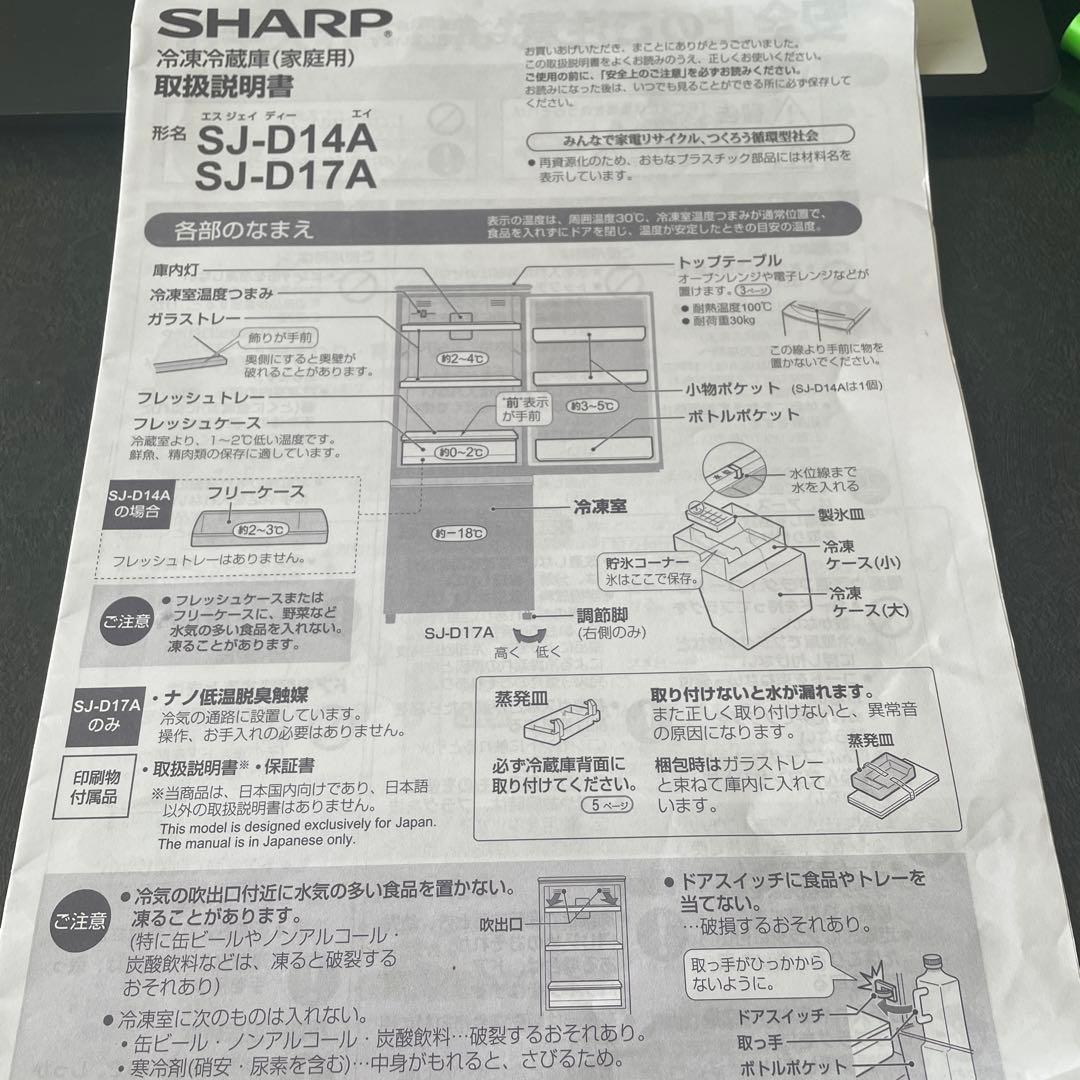 SHARP®
冷凍冷蔵庫(家庭用)
取扱説明書
お買いあげいただき、まことにありがとうございました。
この取扱説明書をよくお読みのうえ、正しくお使いください。
ご使用の前に、「安全上のご注意」を必ずお読みください。
お読みになった後は、いつでも見ることができる所に必ず保存して
ください。
形名
エス ジェイ ディー エイ
SJ-D14A
SJ-D17A
みんなで家電リサイクル、つくろう循環型社会
●再資源化のため、おもなプラスチック部品には材料名を
表示しています。
各部のなまえ
表示の温度は、周囲温度30℃、冷凍室温度つまみが通常位置で、
食品を入れずにドアを閉じ、温度が安定したときの目安の温度。
庫内灯
冷凍室温度つまみ
ガラストレー
飾りが手前
奥側にすると奥壁が
破れることがあります。
フレッシュトレー
フレッシュケース
冷蔵室より、1～2℃低い温度です。
鮮魚、精肉類の保存に適しています。
約2～4℃
"前"表示
が手前
約3～5℃
約0～2℃
トップテーブル
オーブンレンジや電子レンジなどが
置けます。3ページ
●耐熱温度100℃
●耐荷重30kg
この線より手前に物を
置かないでください。
小物ポケット (SJ-D14Aは1個)
ボトルポケット
SJ-D14A
の場合
フリーケース
約2～3℃
フレッシュトレーはありません。
冷凍室
約－18℃
水位線まで
水を入れる
製氷皿
冷凍
ケース(小)
貯氷コーナー
氷はここで保存。
冷凍
ケース(大)
ご注意
●フレッシュケースまたは
フリーケースに、野菜など
水気の多い食品を入れない。
凍ることがあります。
SJ-D17A
調節脚
(右側のみ)
高く 低く
SJ-D17A
のみ
・ナノ低温脱臭触媒
冷気の通路に設置しています。
操作、お手入れの必要はありません。
印刷物
付属品
・取扱説明書※ ・保証書
※当商品は、日本国内向けであり、日本語
以外の取扱説明書はありません。
This model is designed exclusively for Japan.
The manual is in Japanese only.
蒸発皿
必ず冷蔵庫背面に
取り付けてください。
5ページ
取り付けないと水が漏れます。
また正しく取り付けないと、異常音
の原因になります。
蒸発皿
梱包時はガラストレー
と束ねて庫内に入れて
います。
ご注意
●冷気の吹出口付近に水気の多い食品を置かない。
凍ることがあります。
(特に缶ビールやノンアルコール・
炭酸飲料などは、凍ると破裂する
おそれあり)
吹出口
●冷凍室に次のものは入れない。
・缶ビール・ノンアルコール・炭酸飲料…破裂するおそれあり。
・寒冷剤(硝安・尿素を含む)…中身がもれると、さびるため。
●ドアスイッチに食品やトレーを
当てない。
…破損するおそれあり。
取っ手がひっかから
ないように。
ドアスイッチ
取っ手
ボトルポケット